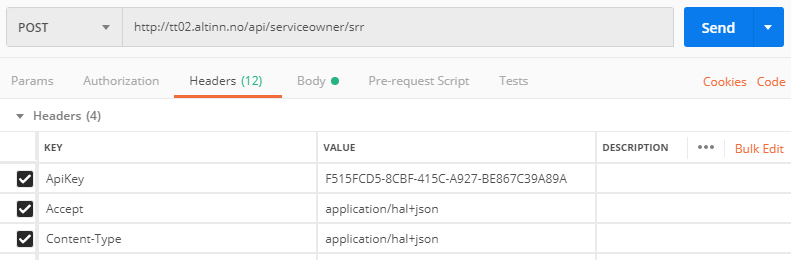 POST http://tt02.altinn.no/api/serviceowner/srr Send
Params Authorization Headers (12) Body Pre-request Script Tests Cookies Code
Headers (4)
KEY VALUE DESCRIPTION ••• Bulk Edit
ApiKey F515FCD5-8CBF-415C-A927-BE867C39A89A
Accept application/hal+json
Content-Type application/hal+json